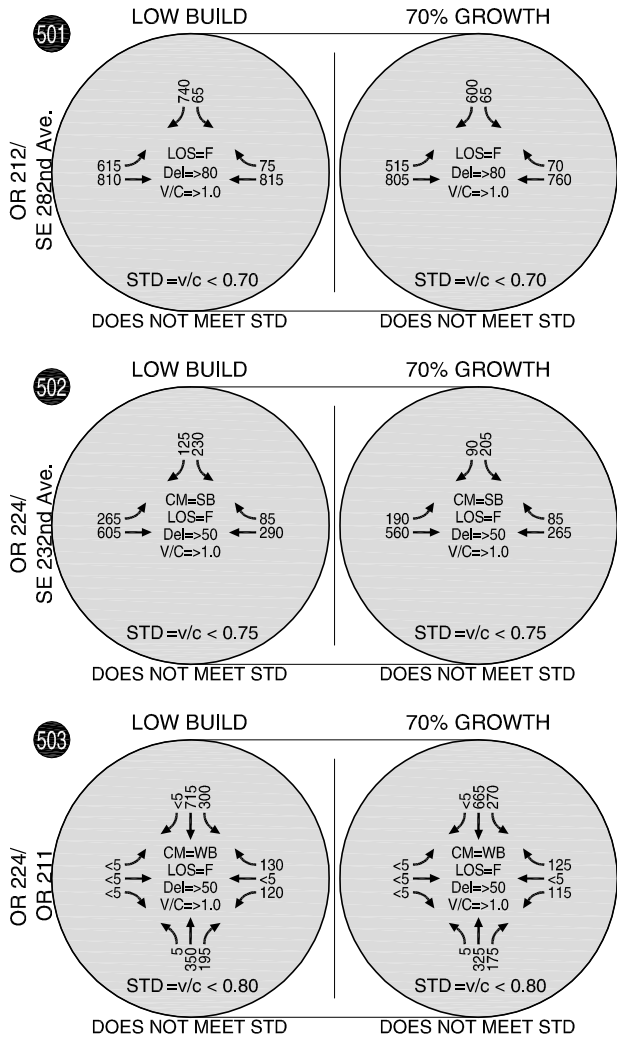 501
LOW BUILD
70% GROWTH
OR 212/
SE 282nd Ave.
740
65
615
810
LOS=F
Del=>80
V/C=>1.0
75
815
STD =v/c < 0.70
DOES NOT MEET STD
600
65
515
805
LOS=F
Del=>80
V/C=>1.0
70
760
STD =v/c < 0.70
DOES NOT MEET STD
502
LOW BUILD
70% GROWTH
OR 224/
SE 232nd Ave.
125
230
265
605
CM=SB
LOS=F
Del=>50
V/C=>1.0
85
290
STD =v/c < 0.75
DOES NOT MEET STD
90
205
190
560
CM=SB
LOS=F
Del=>50
V/C=>1.0
85
265
STD =v/c < 0.75
DOES NOT MEET STD
503
LOW BUILD
70% GROWTH
OR 224/
OR 211
<5
715
300
<5
<5
<5
CM=WB
LOS=F
Del=>50
V/C=>1.0
130
<5
120
5
350
195
STD =v/c < 0.80
DOES NOT MEET STD
<5
665
270
<5
<5
<5
CM=WB
LOS=F
Del=>50
V/C=>1.0
125
<5
115
5
325
175
STD =v/c < 0.80
DOES NOT MEET STD